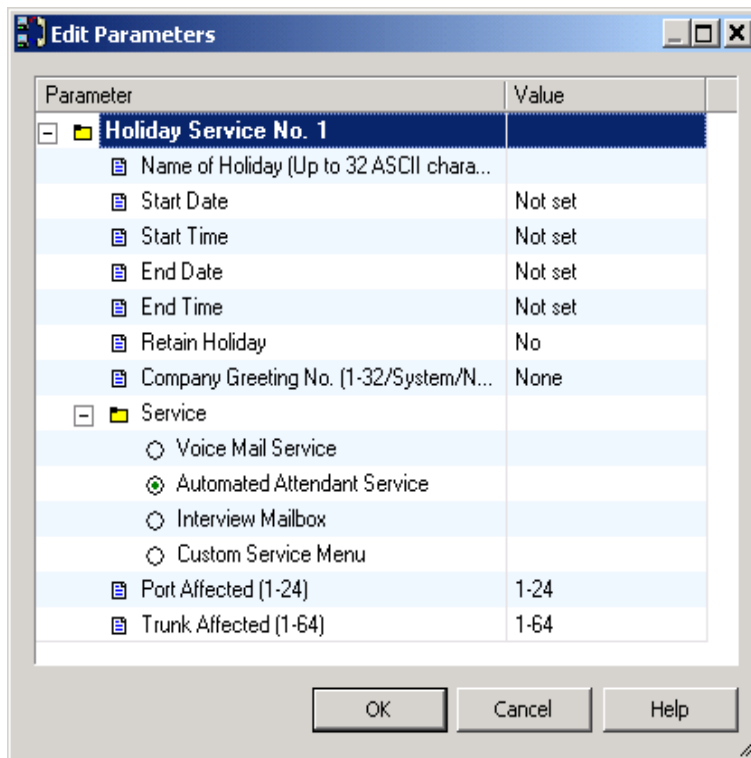 Edit Parameters
Parameter Value
Holiday Service No. 1
Name of Holiday (Up to 32 ASCII chara...
Start Date Not set
Start Time Not set
End Date Not set
End Time Not set
Retain Holiday No
Company Greeting No. (1-32/System/N... None
Service
Voice Mail Service
Automated Attendant Service
Interview Mailbox
Custom Service Menu
Port Affected (1-24) 1-24
Trunk Affected (1-64) 1-64
OK Cancel Help